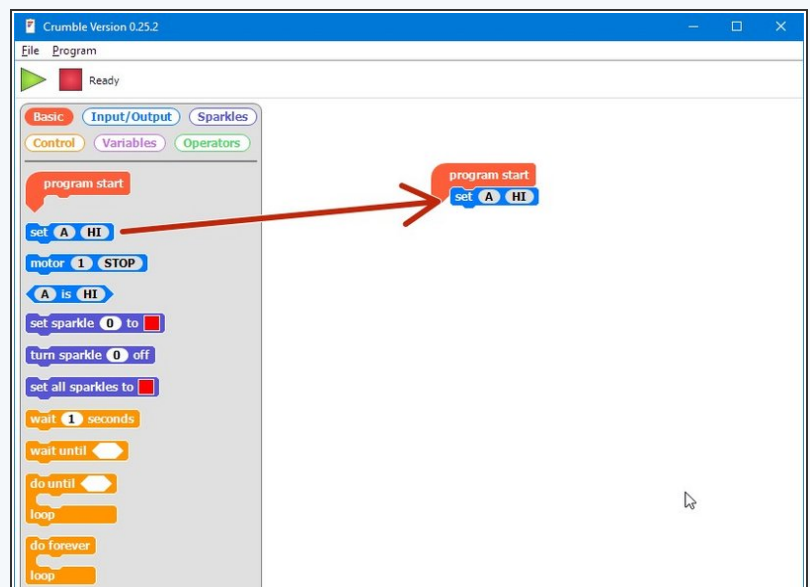 Crumble Version 0.25.2
File Program
Ready
Basic Input/Output Sparkles
Control Variables Operators
program start
set A HI
motor 1 STOP
A is HI
set sparkle 0 to
turn sparkle 0 off
set all sparkles to
wait 1 seconds
wait until
do until
loop
do forever
loop
program start
set A HI